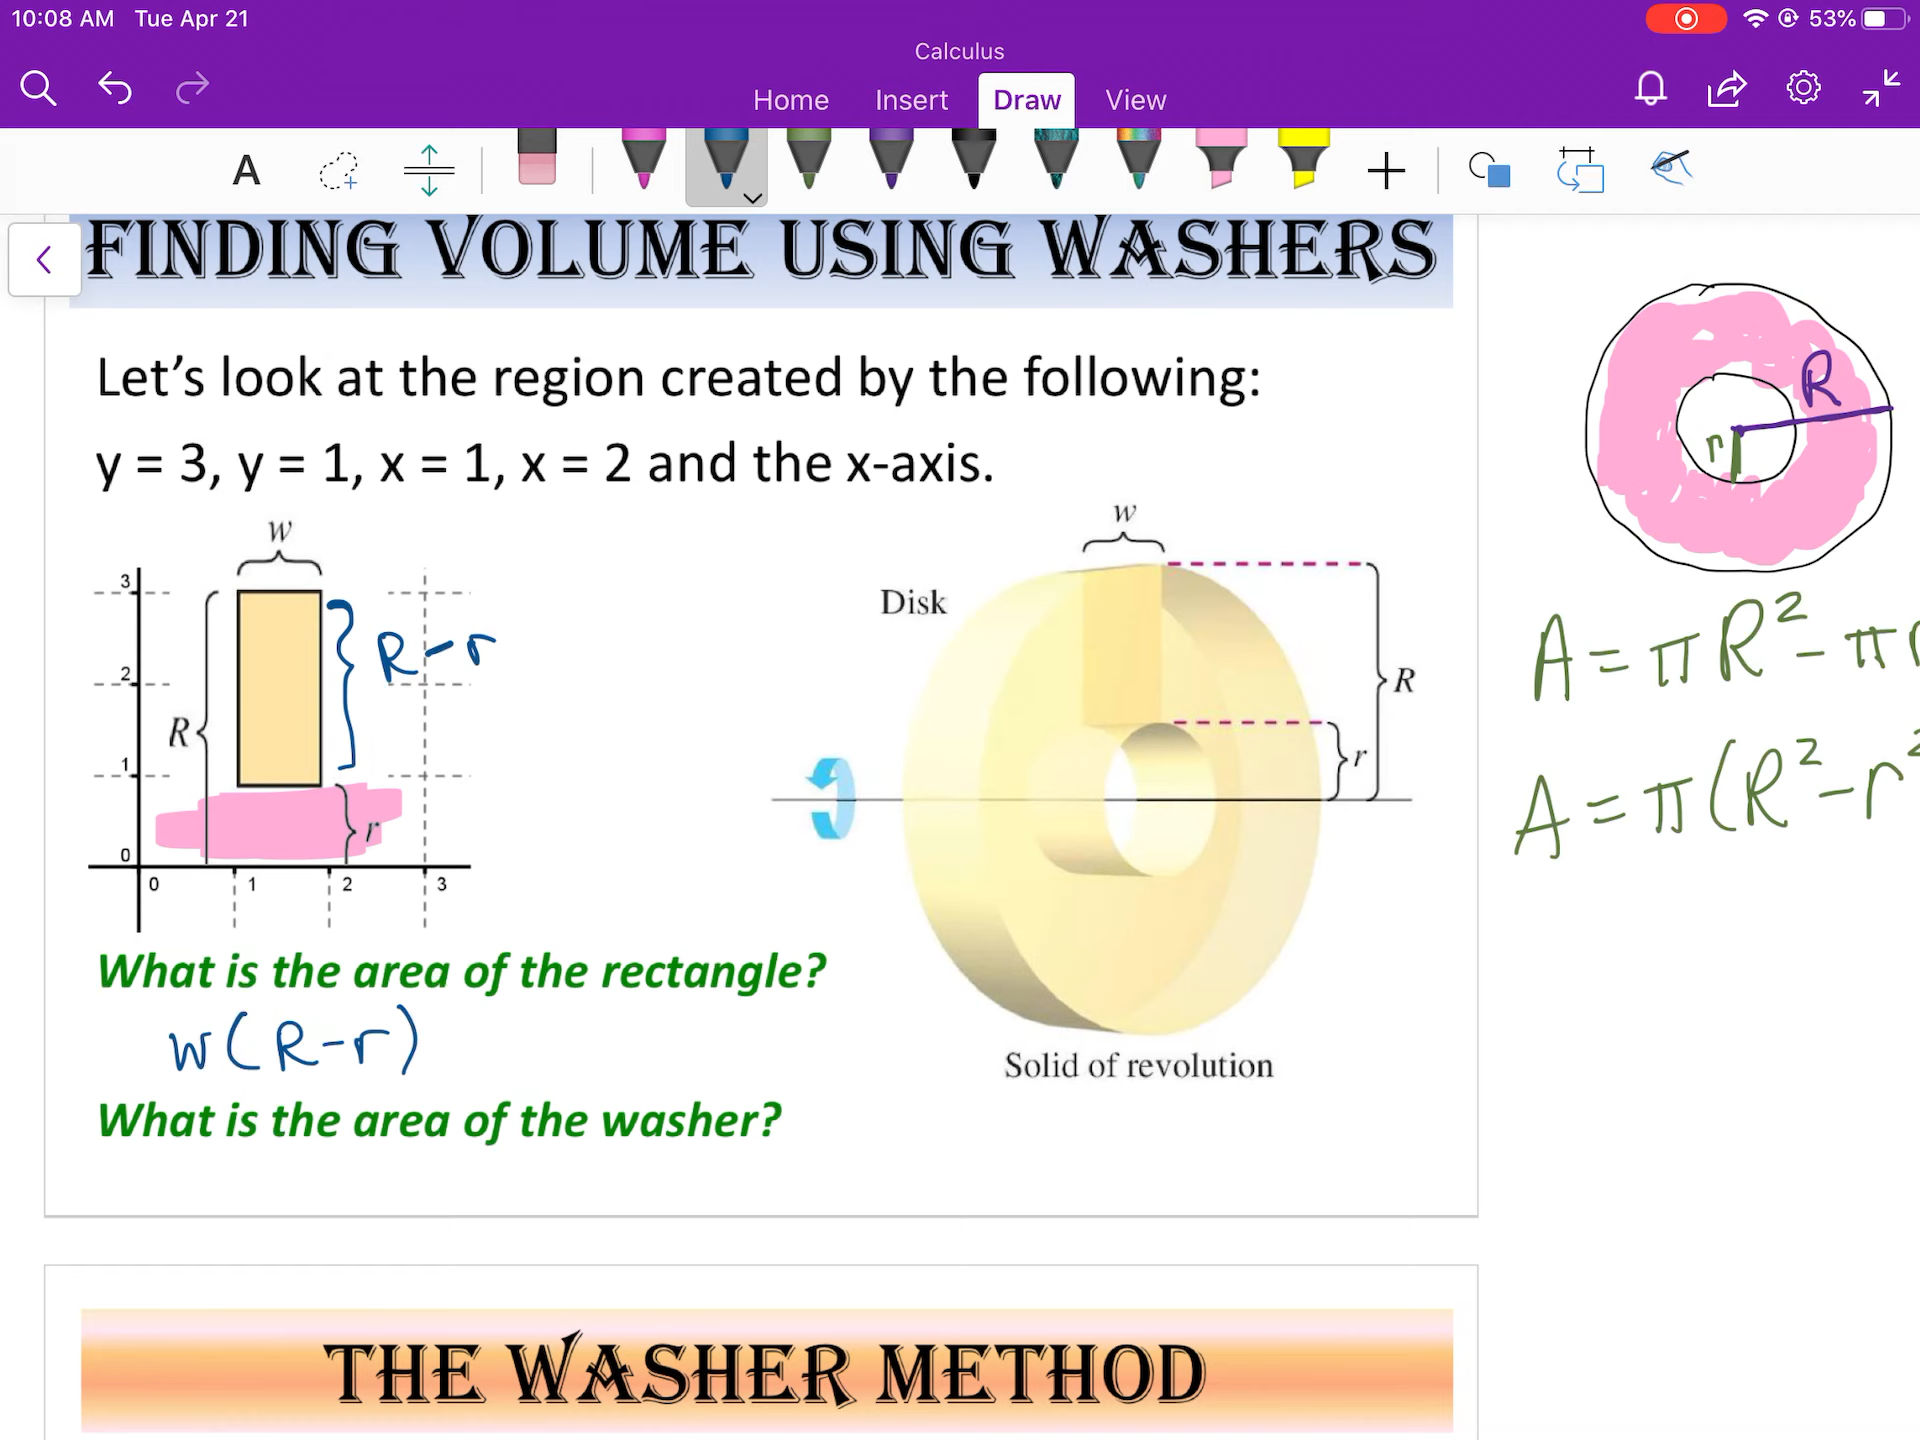 10:08 AM Tue Apr 21
53%
Calculus
Home Insert Draw View
A
FINDING VOLUME USING WASHERS
Let's look at the region created by the following:
y = 3, y = 1, x = 1, x = 2 and the x-axis.
w
3
2
1
0
0 1 2 3
R
R-r
r
w
Disk
R
r
Solid of revolution
What is the area of the rectangle?
w(R-r)
What is the area of the washer?
R
r
A = πR² - πr
A = π(R² - r²
THE WASHER METHOD